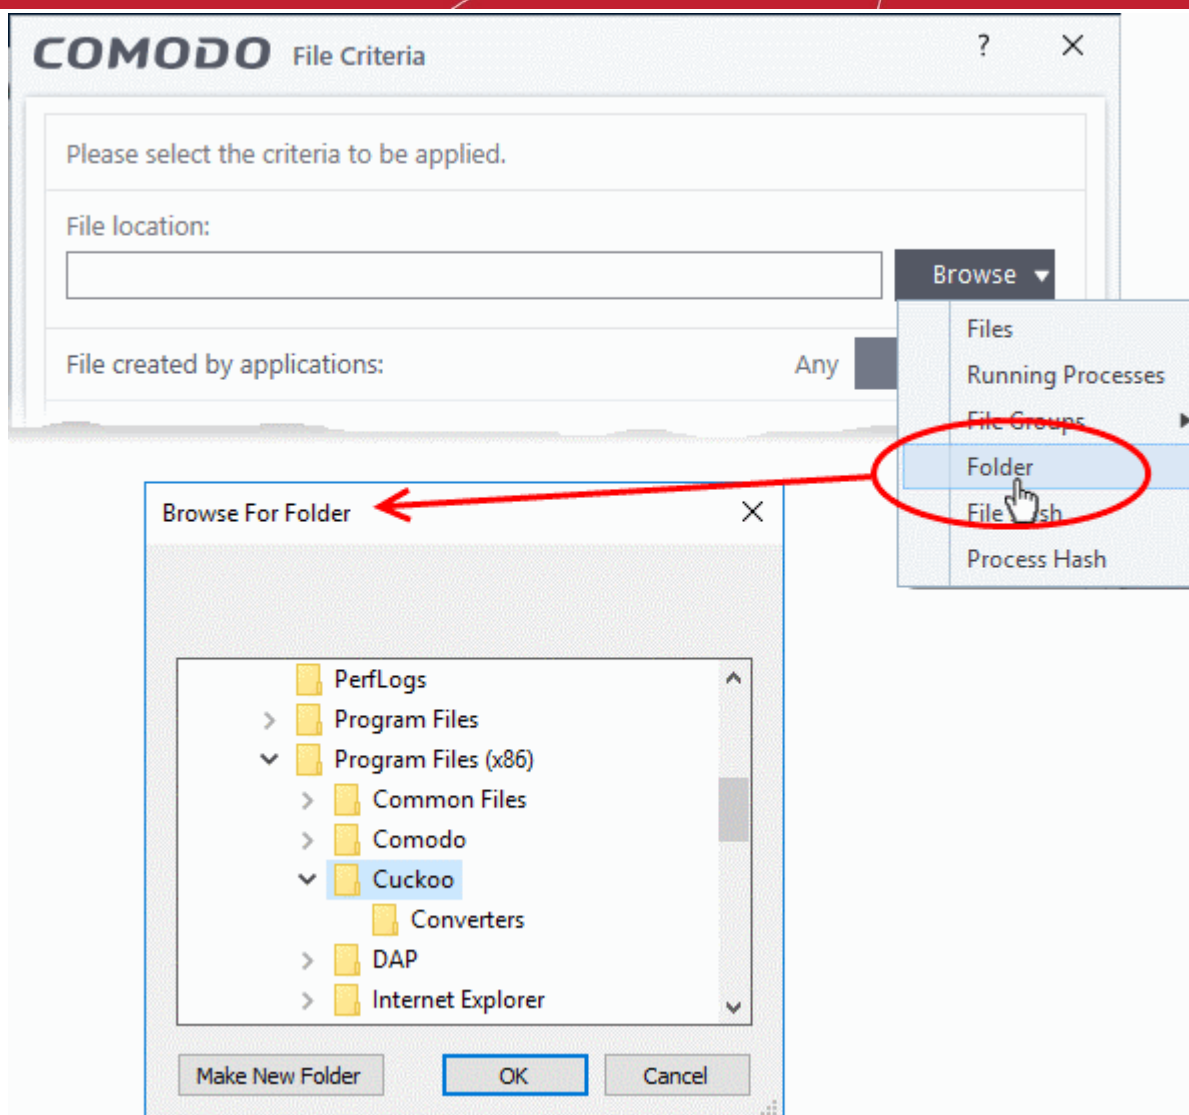 COMODO File Criteria ?
Please select the criteria to be applied.
File location:
Browse
File created by applications: Any
Files
Running Processes
File Groups
Folder
File
Process Hash
Browse For Folder
PerfLogs
Program Files
Program Files (x86)
Common Files
Comodo
Cuckoo
Converters
DAP
Internet Explorer
Make New Folder OK Cancel